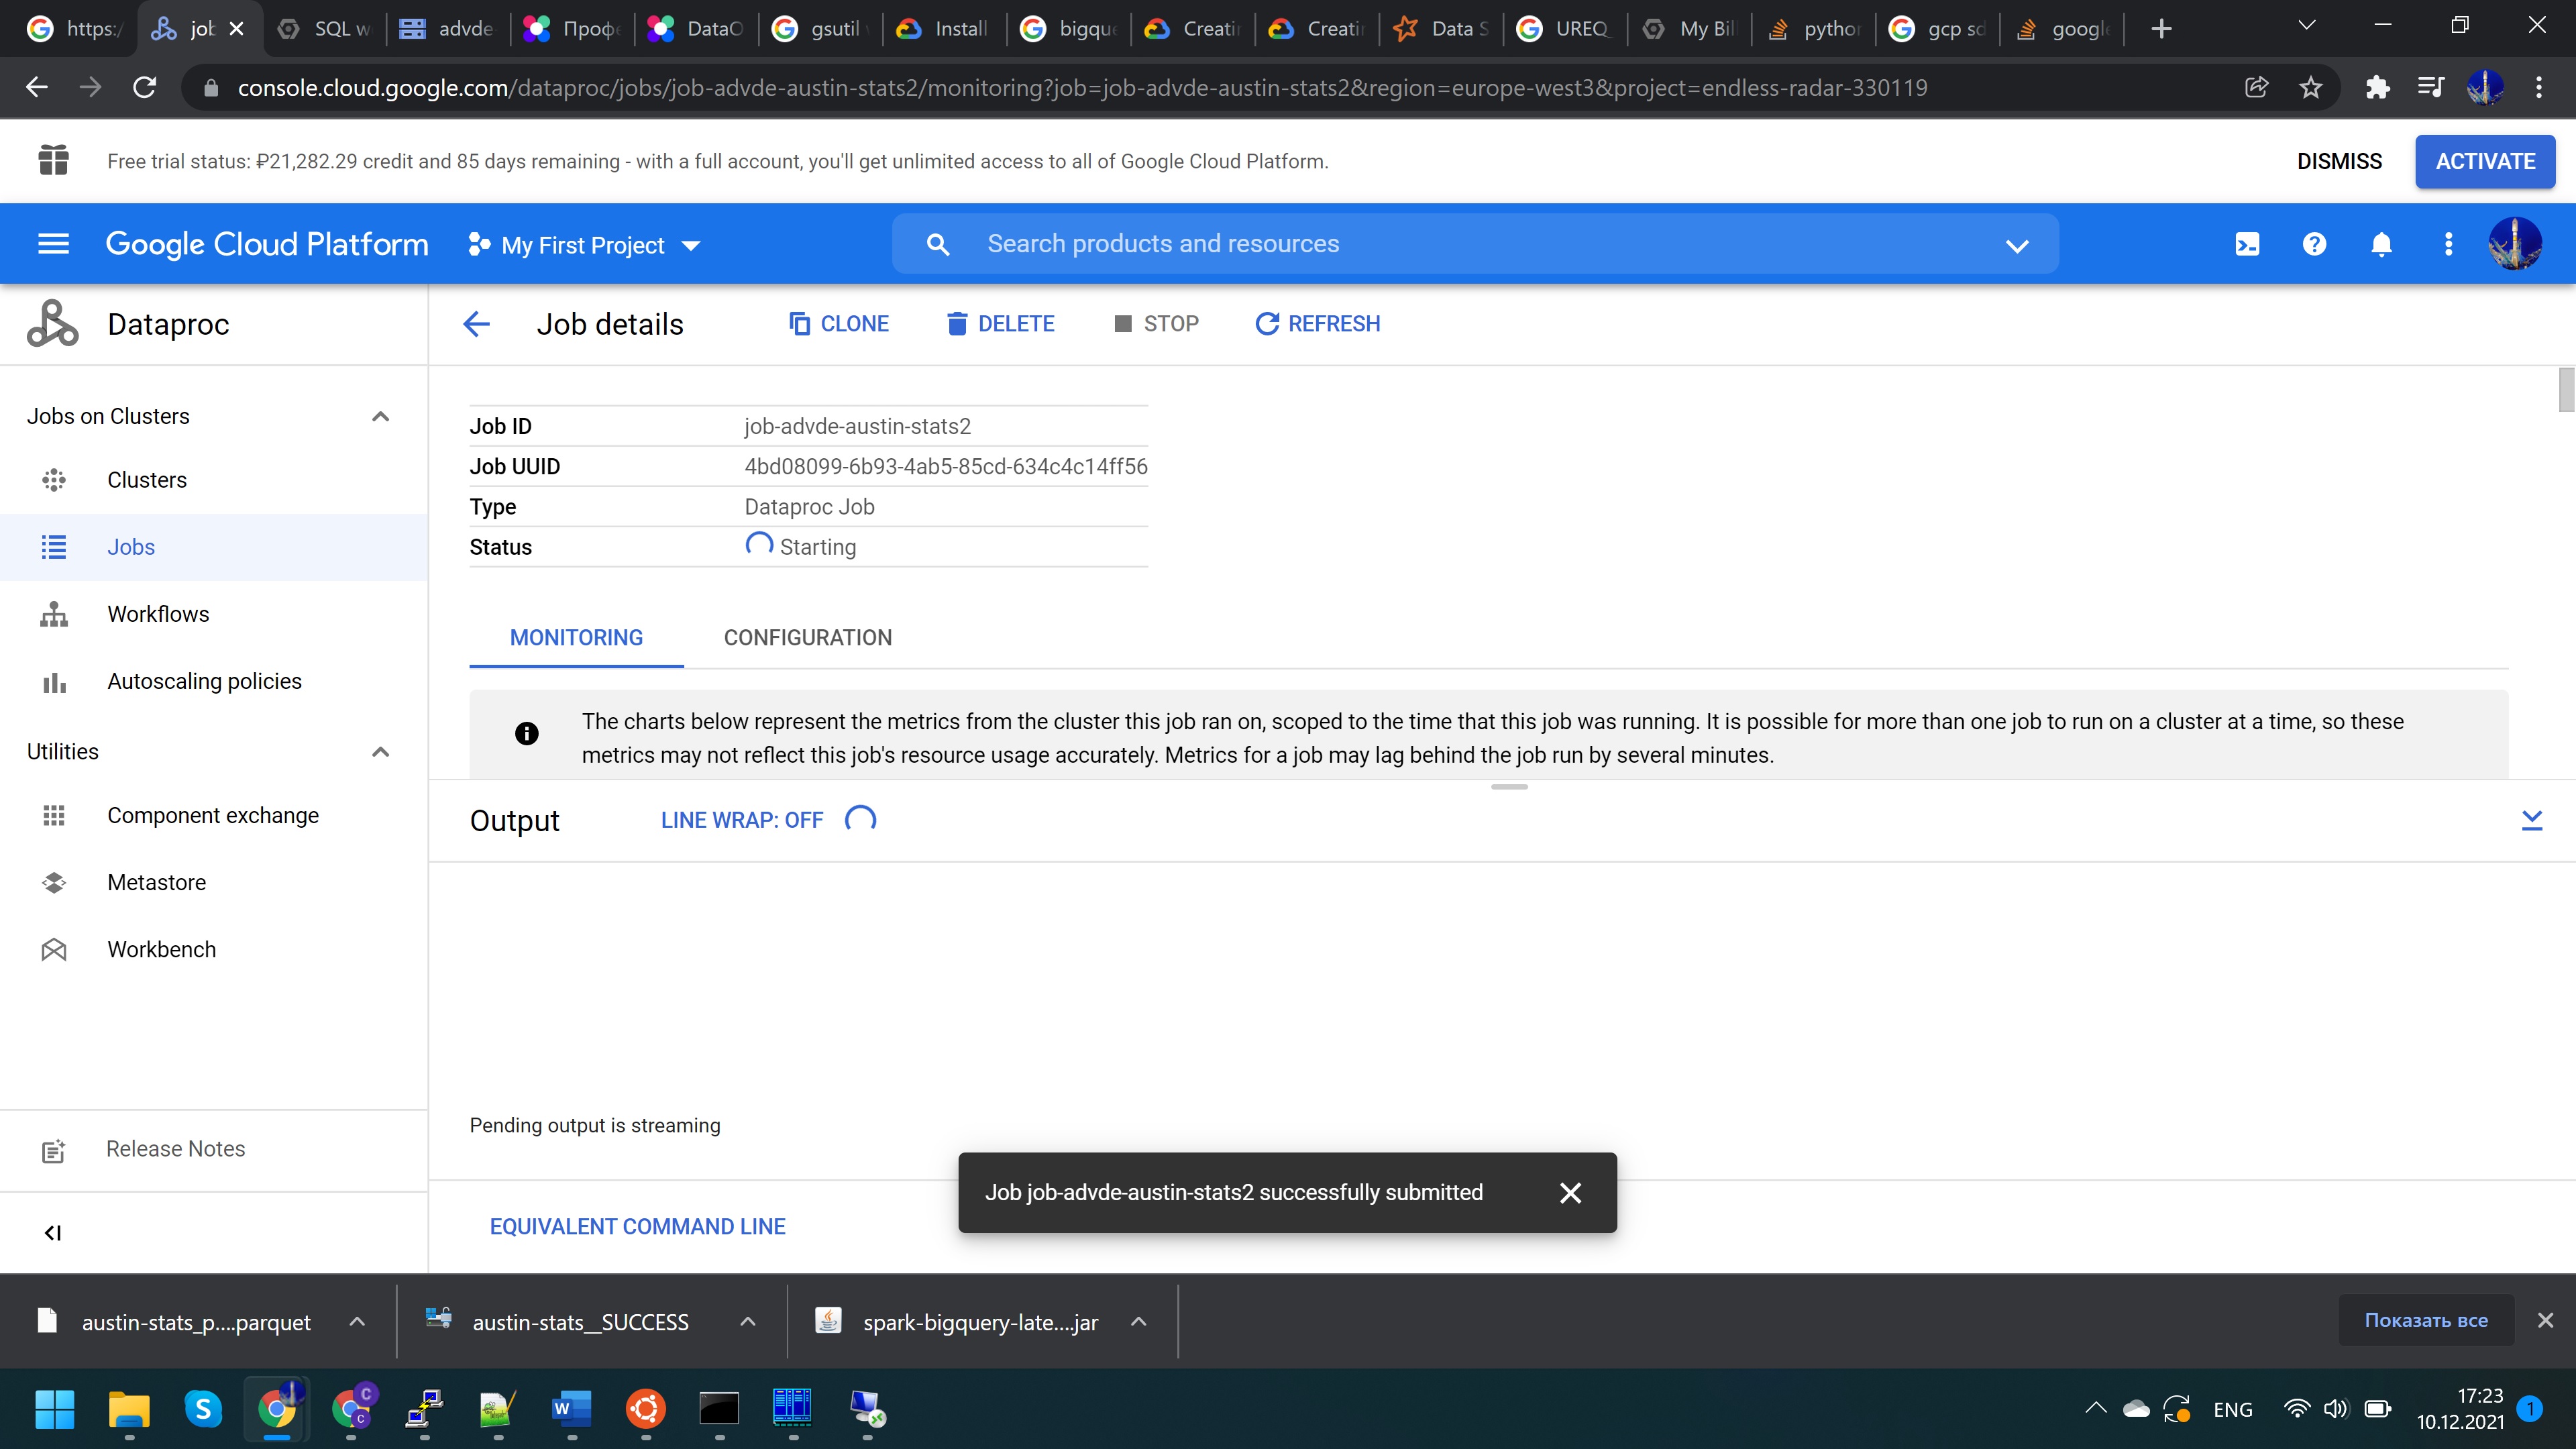 https:/
job
SQL w
advde
Профе
DataO
gsutil
Install
bigque
Creatin
Creatin
Data S
UREQ_
My Bil
python
gcp sd
google
console.cloud.google.com/dataproc/jobs/job-advde-austin-stats2/monitoring?job=job-advde-austin-stats2&region=europe-west3&project=endless-radar-330119
Free trial status: ₽21,282.29 credit and 85 days remaining - with a full account, you'll get unlimited access to all of Google Cloud Platform.
DISMISS
ACTIVATE
Google Cloud Platform
My First Project
Search products and resources
Dataproc
Job details
CLONE
DELETE
STOP
REFRESH
Jobs on Clusters
Clusters
Jobs
Workflows
Autoscaling policies
Utilities
Component exchange
Metastore
Workbench
Release Notes
Job ID job-advde-austin-stats2
Job UUID 4bd08099-6b93-4ab5-85cd-634c4c14ff56
Type Dataproc Job
Status Starting
MONITORING
CONFIGURATION
The charts below represent the metrics from the cluster this job ran on, scoped to the time that this job was running. It is possible for more than one job to run on a cluster at a time, so these
metrics may not reflect this job's resource usage accurately. Metrics for a job may lag behind the job run by several minutes.
Output
LINE WRAP: OFF
Pending output is streaming
Job job-advde-austin-stats2 successfully submitted
EQUIVALENT COMMAND LINE
austin-stats_p....parquet
austin-stats__SUCCESS
spark-bigquery-late....jar
Показать все
ENG
17:23
10.12.2021
1